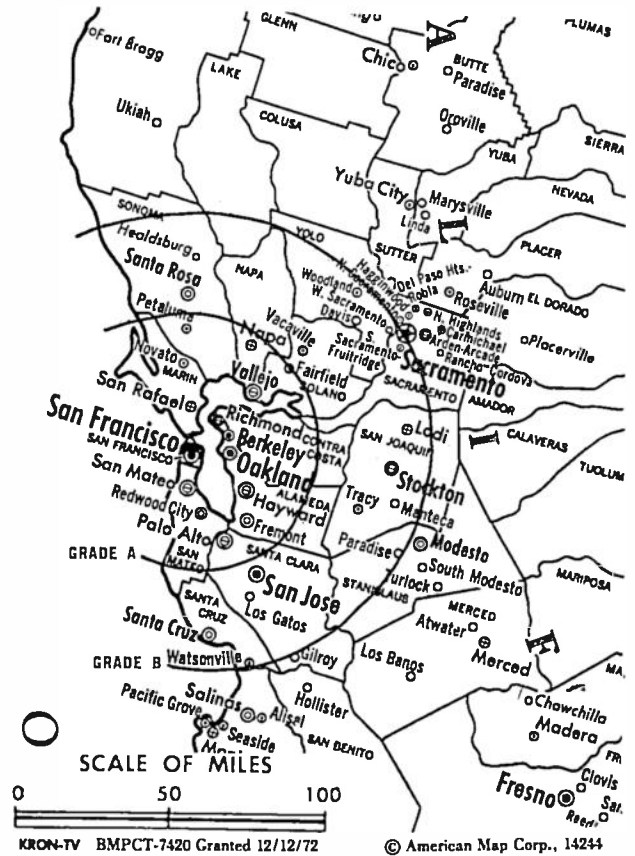 GLENN
PLUMAS
A
Fort Bragg
Chico
BUTTE
Paradise
LAKE
Ukiah
COLUSA
Oroville
SIERRA
YUBA
NEVADA
Yuba City
Marysville
Linda
SONOMA
YOLO
SUTTER
PLACER
Healdsburg
NAPA
Haginwood
Del Paso Hts.
Auburn
EL DORADO
Santa Rosa
Woodland
Robla
Roseville
W. Sacramento
N. Highlands
Petaluma
Davis
Carmichael
Placerville
Napa
Vacaville
S. Sacramento
Fruitridge
Arden-Arcade
Rancho Cordova
Novato
MARIN
Vallejo
Fairfield
SOLANO
Sacramento
SACRAMENTO
AMADOR
San Rafael
Richmond
CONTRA COSTA
SAN JOAQUIN
Lodi
CALAVERAS
San Francisco
SAN FRANCISCO
Berkeley
Oakland
ALAMEDA
Stockton
TUOLUM
San Mateo
Hayward
Tracy
Manteca
Redwood City
Fremont
Palo Alto
Paradise
Modesto
GRADE A
SAN MATEO
SANTA CLARA
STANISLAUS
South Modesto
Turlock
MARIPOSA
San Jose
SANTA CRUZ
Los Gatos
MERCED
Atwater
Merced
Santa Cruz
GRADE B
Watsonville
Gilroy
Los Banos
MA
Hollister
Chowchilla
Salinas
Alisal
Madera
Pacific Grove
Seaside
SAN BENITO
O
SCALE OF MILES
FR
Clovis
Fresno
San
0 50 100
KRON-TV BMPCT-7420 Granted 12/12/72 © American Map Corp., 14244